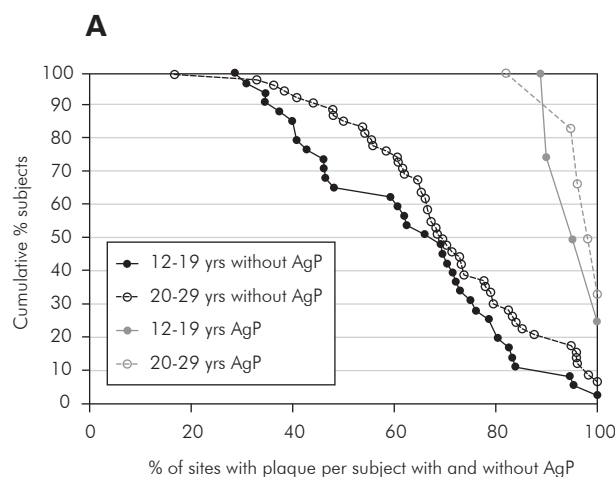 A
100
90
80
70
60
50
40
30
20
10
0
Cumulative % subjects
12-19 yrs without AgP
20-29 yrs without AgP
12-19 yrs AgP
20-29 yrs AgP
0 20 40 60 80 100
% of sites with plaque per subject with and without AgP